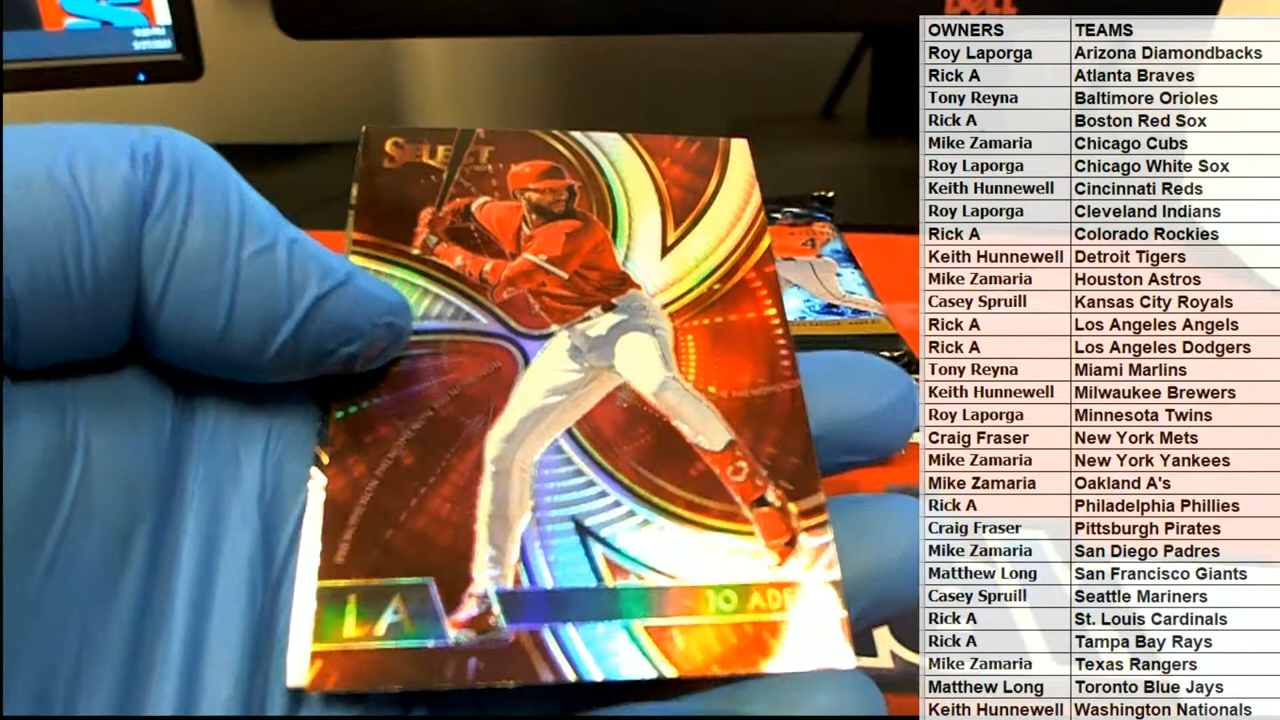 DELL
SELECT
LA
JO ADE
4
OWNERS TEAMS
Roy Laporga Arizona Diamondbacks
Rick A Atlanta Braves
Tony Reyna Baltimore Orioles
Rick A Boston Red Sox
Mike Zamaria Chicago Cubs
Roy Laporga Chicago White Sox
Keith Hunnewell Cincinnati Reds
Roy Laporga Cleveland Indians
Rick A Colorado Rockies
Keith Hunnewell Detroit Tigers
Mike Zamaria Houston Astros
Casey Spruill Kansas City Royals
Rick A Los Angeles Angels
Rick A Los Angeles Dodgers
Tony Reyna Miami Marlins
Keith Hunnewell Milwaukee Brewers
Roy Laporga Minnesota Twins
Craig Fraser New York Mets
Mike Zamaria New York Yankees
Mike Zamaria Oakland A's
Rick A Philadelphia Phillies
Craig Fraser Pittsburgh Pirates
Mike Zamaria San Diego Padres
Matthew Long San Francisco Giants
Casey Spruill Seattle Mariners
Rick A St. Louis Cardinals
Rick A Tampa Bay Rays
Mike Zamaria Texas Rangers
Matthew Long Toronto Blue Jays
Keith Hunnewell Washington Nationals